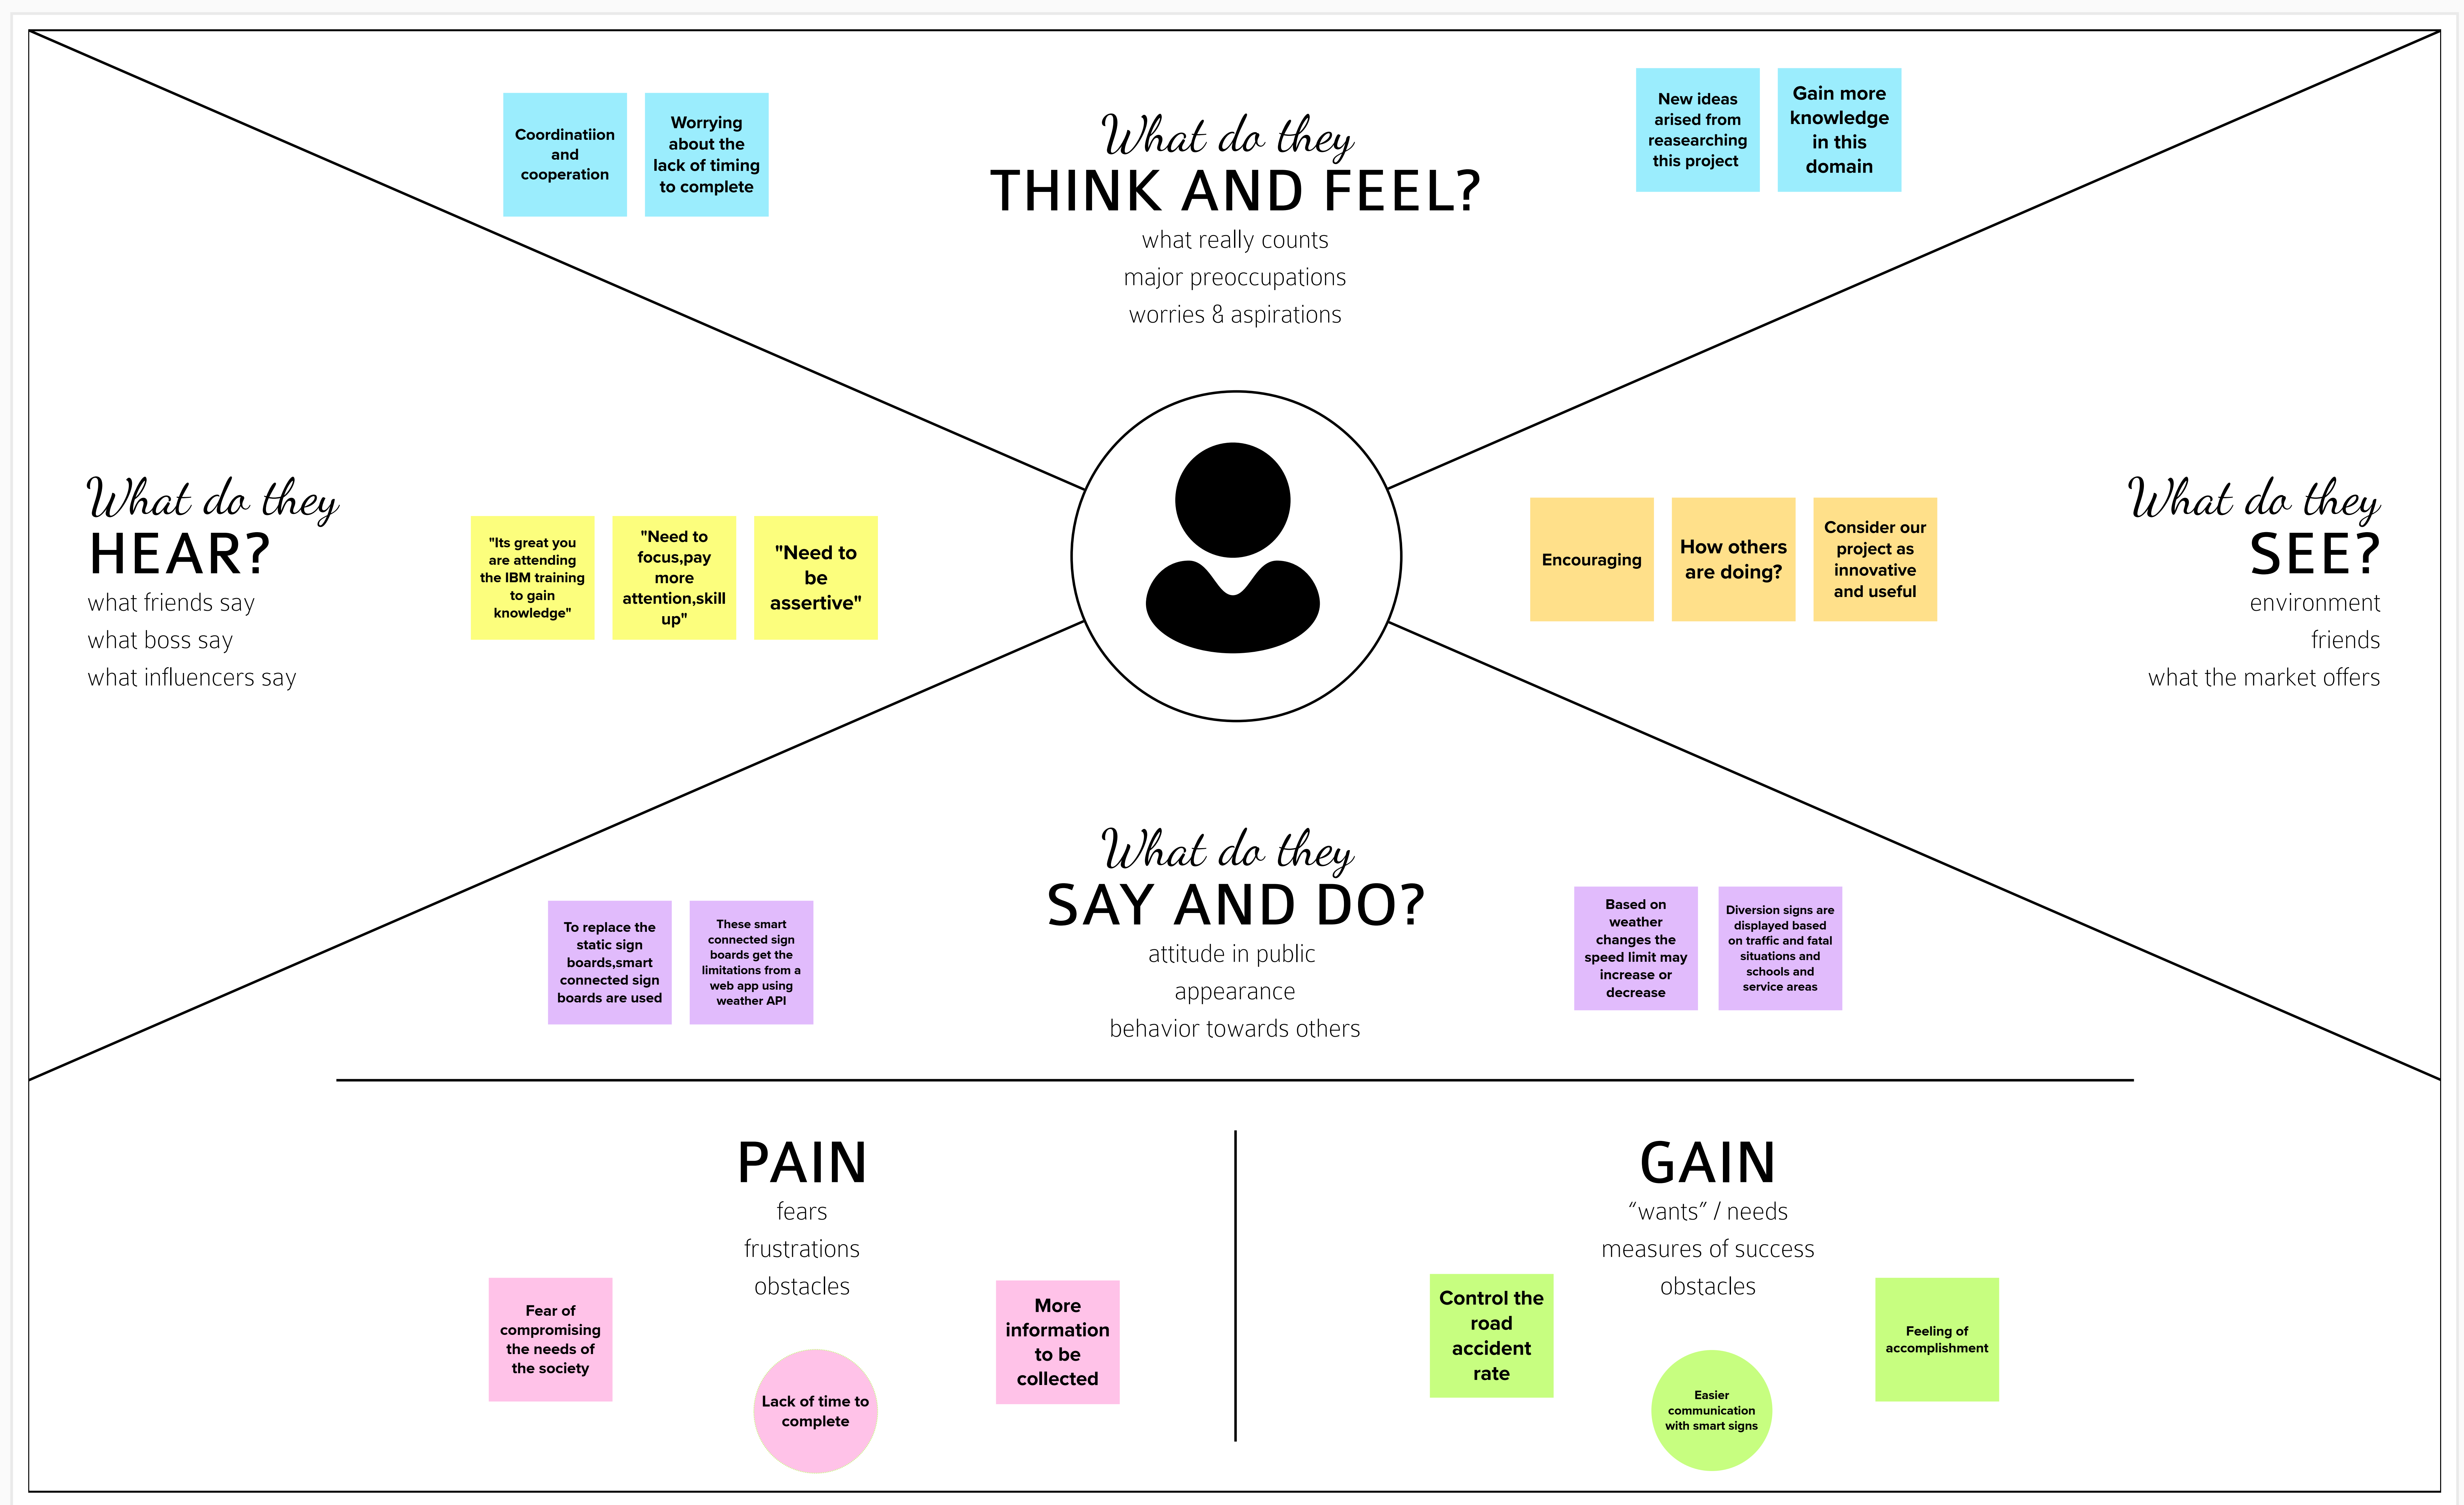 Coordinatiion
and
cooperation
Worrying
about the
lack of timing
to complete
What do they
THINK AND FEEL?
what really counts
major preoccupations
worries & aspirations
New ideas
arised from
reasearching
this project
Gain more
knowledge
in this
domain
What do they
HEAR?
what friends say
what boss say
what influencers say
"Its great you
are attending
the IBM training
to gain
knowledge"
"Need to
focus,pay
more
attention,skill
up"
"Need to
be
assertive"
Encouraging
How others
are doing?
Consider our
project as
innovative
and useful
What do they
SEE?
environment
friends
what the market offers
To replace the
static sign
boards,smart
connected sign
boards are used
These smart
connected sign
boards get the
limitations from a
web app using
weather API
What do they
SAY AND DO?
attitude in public
appearance
behavior towards others
Based on
weather
changes the
speed limit may
increase or
decrease
Diversion signs are
displayed based
on traffic and fatal
situations and
schools and
service areas
PAIN
fears
frustrations
obstacles
Fear of
compromising
the needs of
the society
Lack of time to
complete
More
information
to be
collected
GAIN
“wants” / needs
measures of success
obstacles
Control the
road
accident
rate
Easier
communication
with smart signs
Feeling of
accomplishment